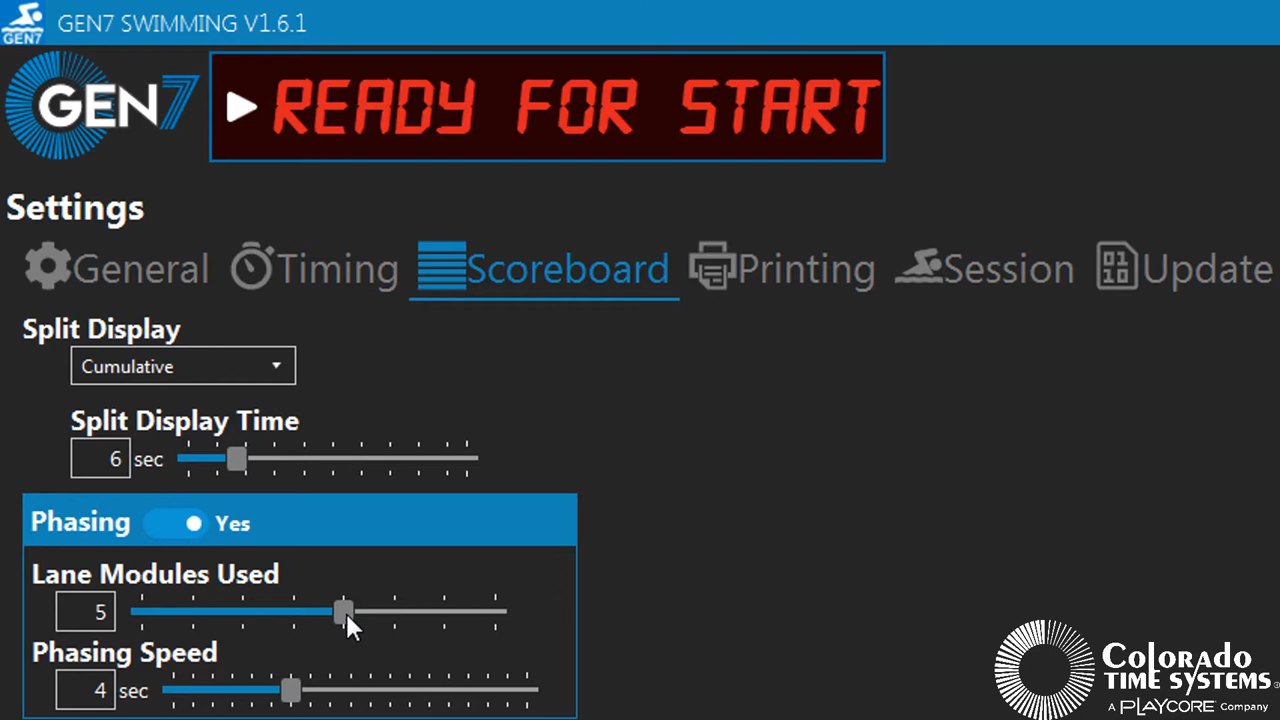 GEN7 GEN7 SWIMMING V1.6.1
GEN7 READY FOR START
Settings
General Timing Scoreboard Printing Session Update
Split Display
Cumulative
Split Display Time
6 sec
Phasing Yes
Lane Modules Used
5
Phasing Speed
4 sec
COLORADO
TIME SYSTEMS
A PLAYCORE Company